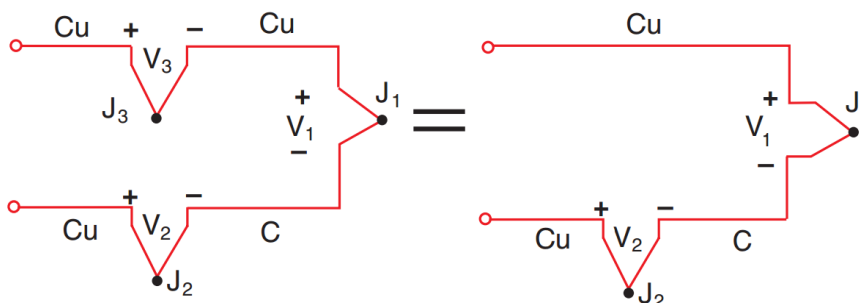 Cu + – Cu Cu
V3
J3 + J1 = + J
V1 V1
– –
+ – + –
Cu V2 C Cu V2 C
J2 J2